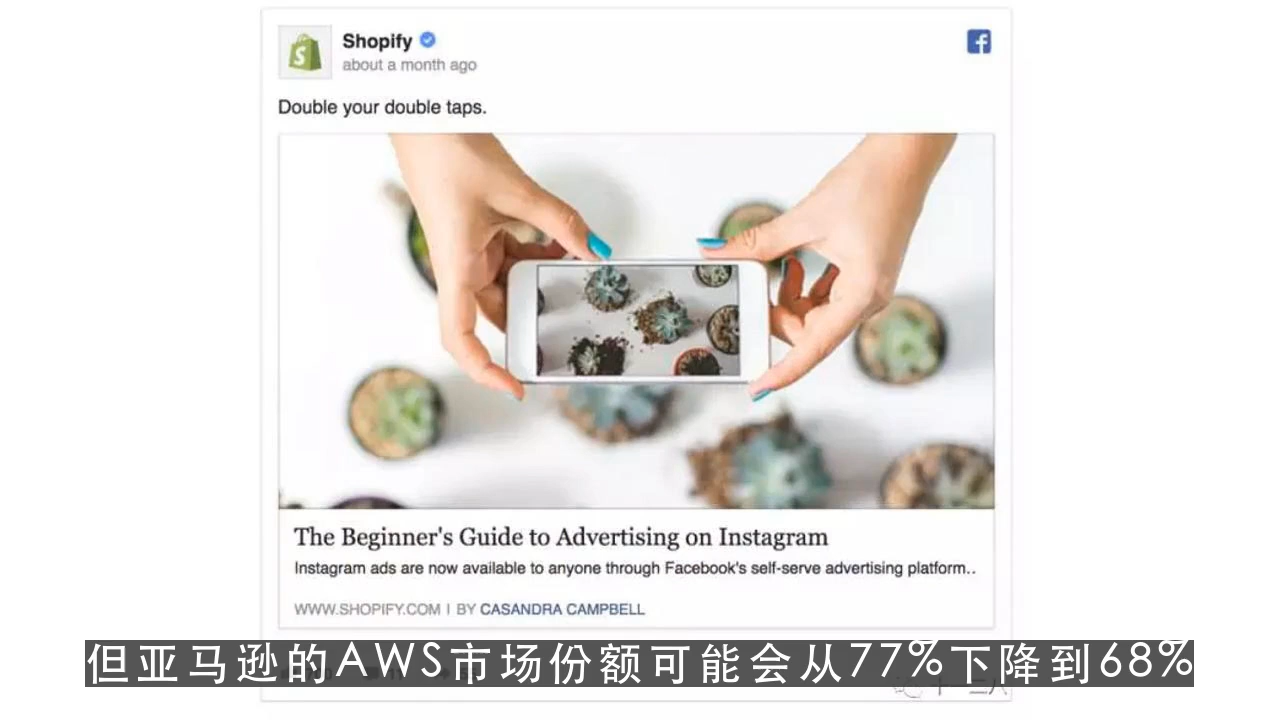 Shopify
about a month ago
Double your double taps.
The Beginner's Guide to Advertising on Instagram
Instagram ads are now available to anyone through Facebook's self-serve advertising platform..
WWW.SHOPIFY.COM | BY CASANDRA CAMPBELL
但亚马逊的AWS市场份额可能会从77%下降到68%